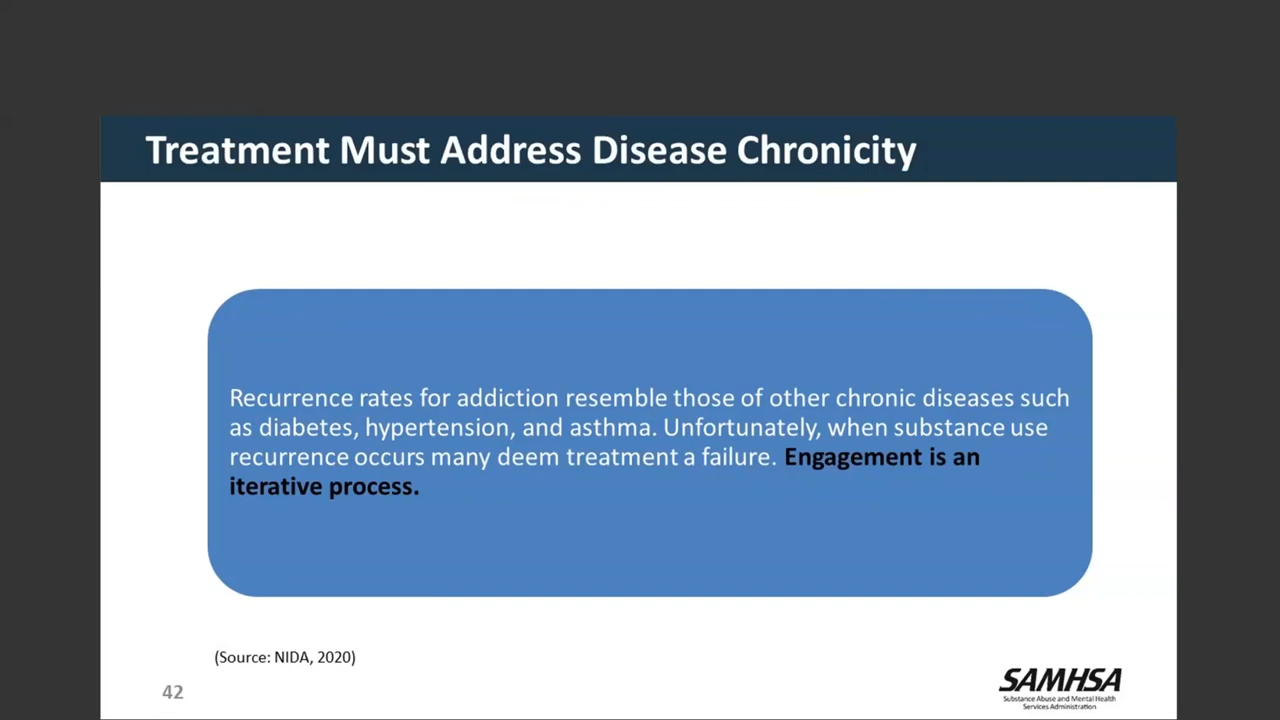 Treatment Must Address Disease Chronicity
Recurrence rates for addiction resemble those of other chronic diseases such
as diabetes, hypertension, and asthma. Unfortunately, when substance use
recurrence occurs many deem treatment a failure. Engagement is an
iterative process.
(Source: NIDA, 2020)
42
SAMHSA
Substance Abuse and Mental Health
Services Administration